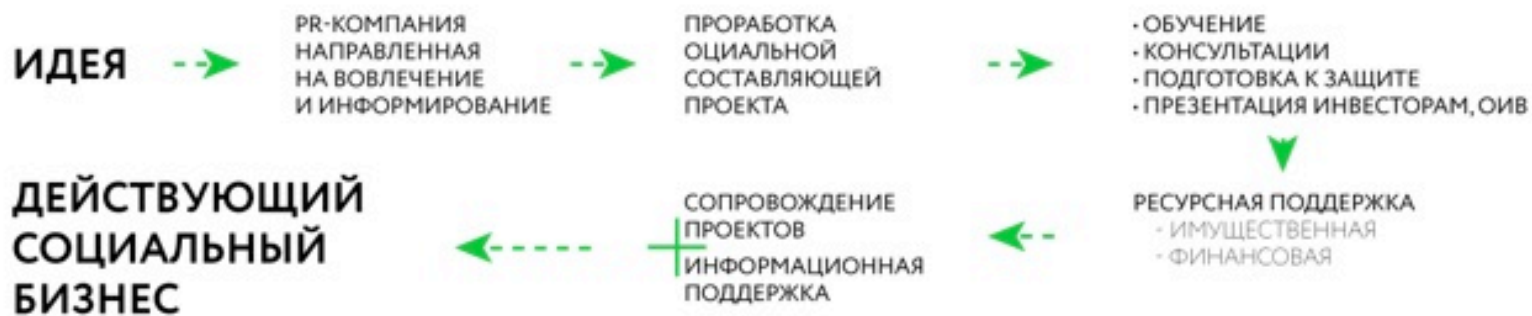 ИДЕЯ
PR-КОМПАНИЯ
НАПРАВЛЕННАЯ
НА ВОВЛЕЧЕНИЕ
И ИНФОРМИРОВАНИЕ
ПРОРАБОТКА
ОЦИАЛЬНОЙ
СОСТАВЛЯЮЩЕЙ
ПРОЕКТА
• ОБУЧЕНИЕ
• КОНСУЛЬТАЦИИ
• ПОДГОТОВКА К ЗАЩИТЕ
• ПРЕЗЕНТАЦИЯ ИНВЕСТОРАМ, ОИВ
РЕСУРСНАЯ ПОДДЕРЖКА
- ИМУЩЕСТВЕННАЯ
- ФИНАНСОВАЯ
СОПРОВОЖДЕНИЕ
ПРОЕКТОВ
ИНФОРМАЦИОННАЯ
ПОДДЕРЖКА
ДЕЙСТВУЮЩИЙ
СОЦИАЛЬНЫЙ
БИЗНЕС